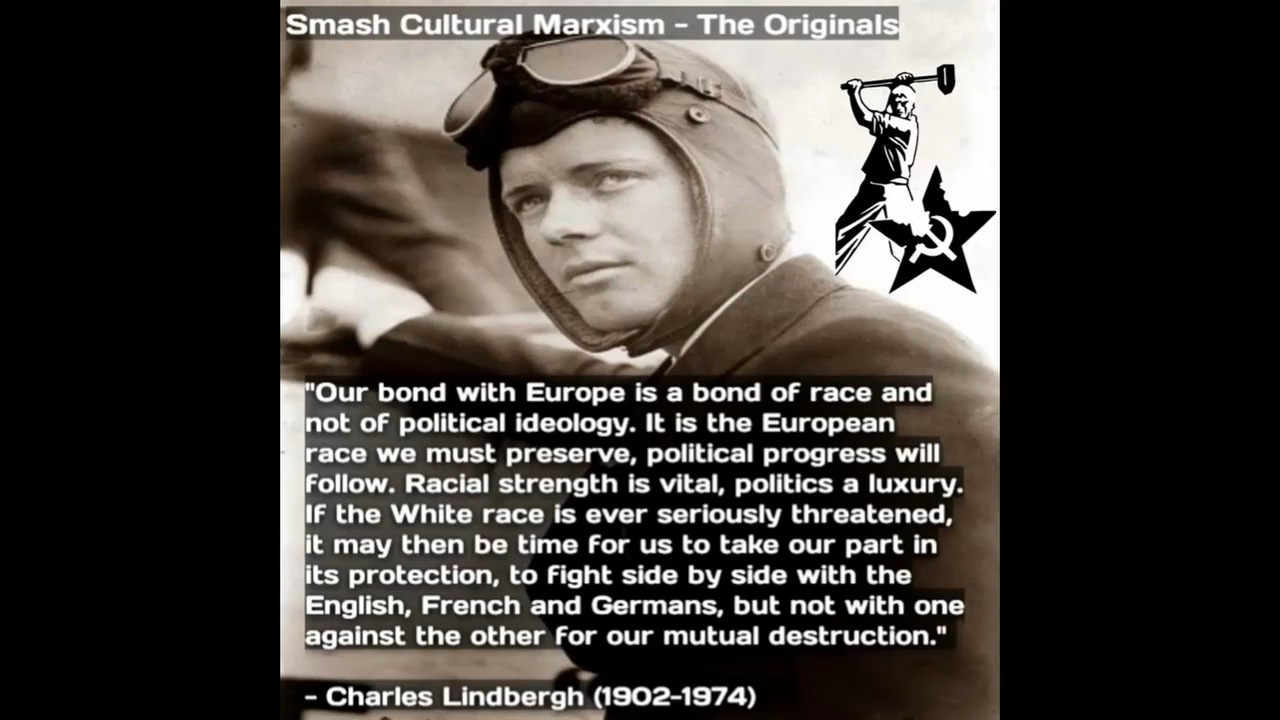 Smash Cultural Marxism - The Originals
"Our bond with Europe is a bond of race and
not of political ideology. It is the European
race we must preserve, political progress will
follow. Racial strength is vital, politics a luxury.
If the White race is ever seriously threatened,
it may then be time for us to take our part in
its protection, to fight side by side with the
English, French and Germans, but not with one
against the other for our mutual destruction."
- Charles Lindbergh (1902-1974)